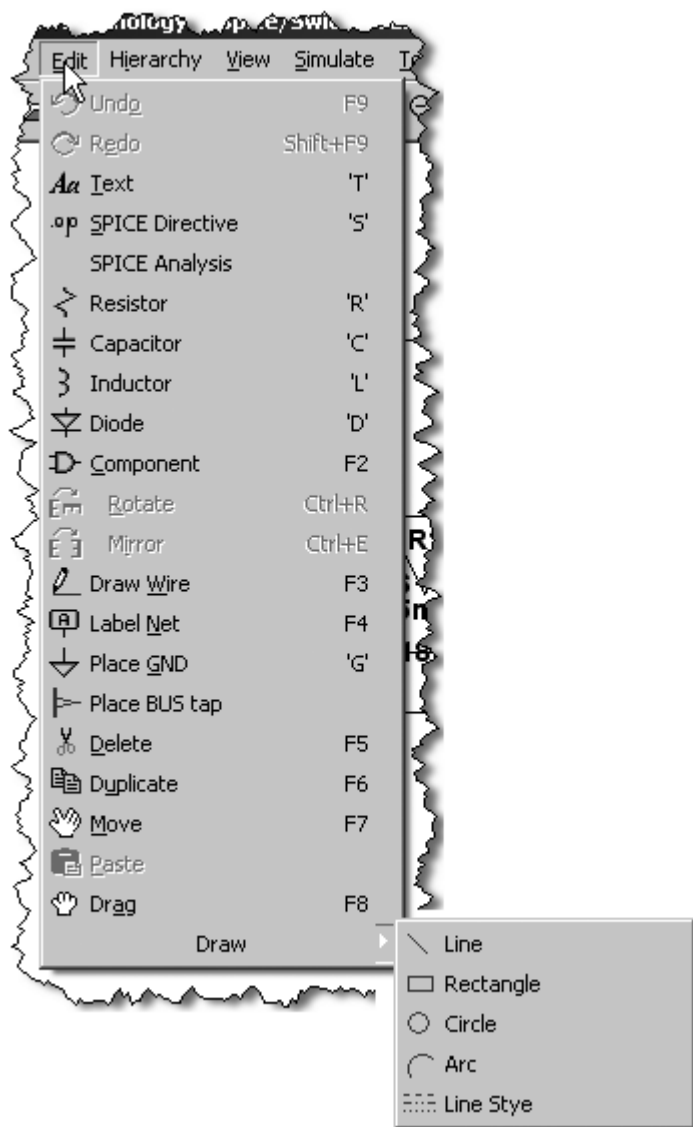 Edit Hierarchy View Simulate
Undo F9
Redo Shift+F9
Aa Text 'T'
.op SPICE Directive 'S'
SPICE Analysis
Resistor 'R'
Capacitor 'C'
Inductor 'L'
Diode 'D'
Component F2
Rotate Ctrl+R
Mirror Ctrl+E
R
Draw Wire F3
Label Net F4
Place GND 'G'
Place BUS tap
Delete F5
Duplicate F6
Move F7
Paste
Drag F8
Draw
Line
Rectangle
Circle
Arc
Line Stye